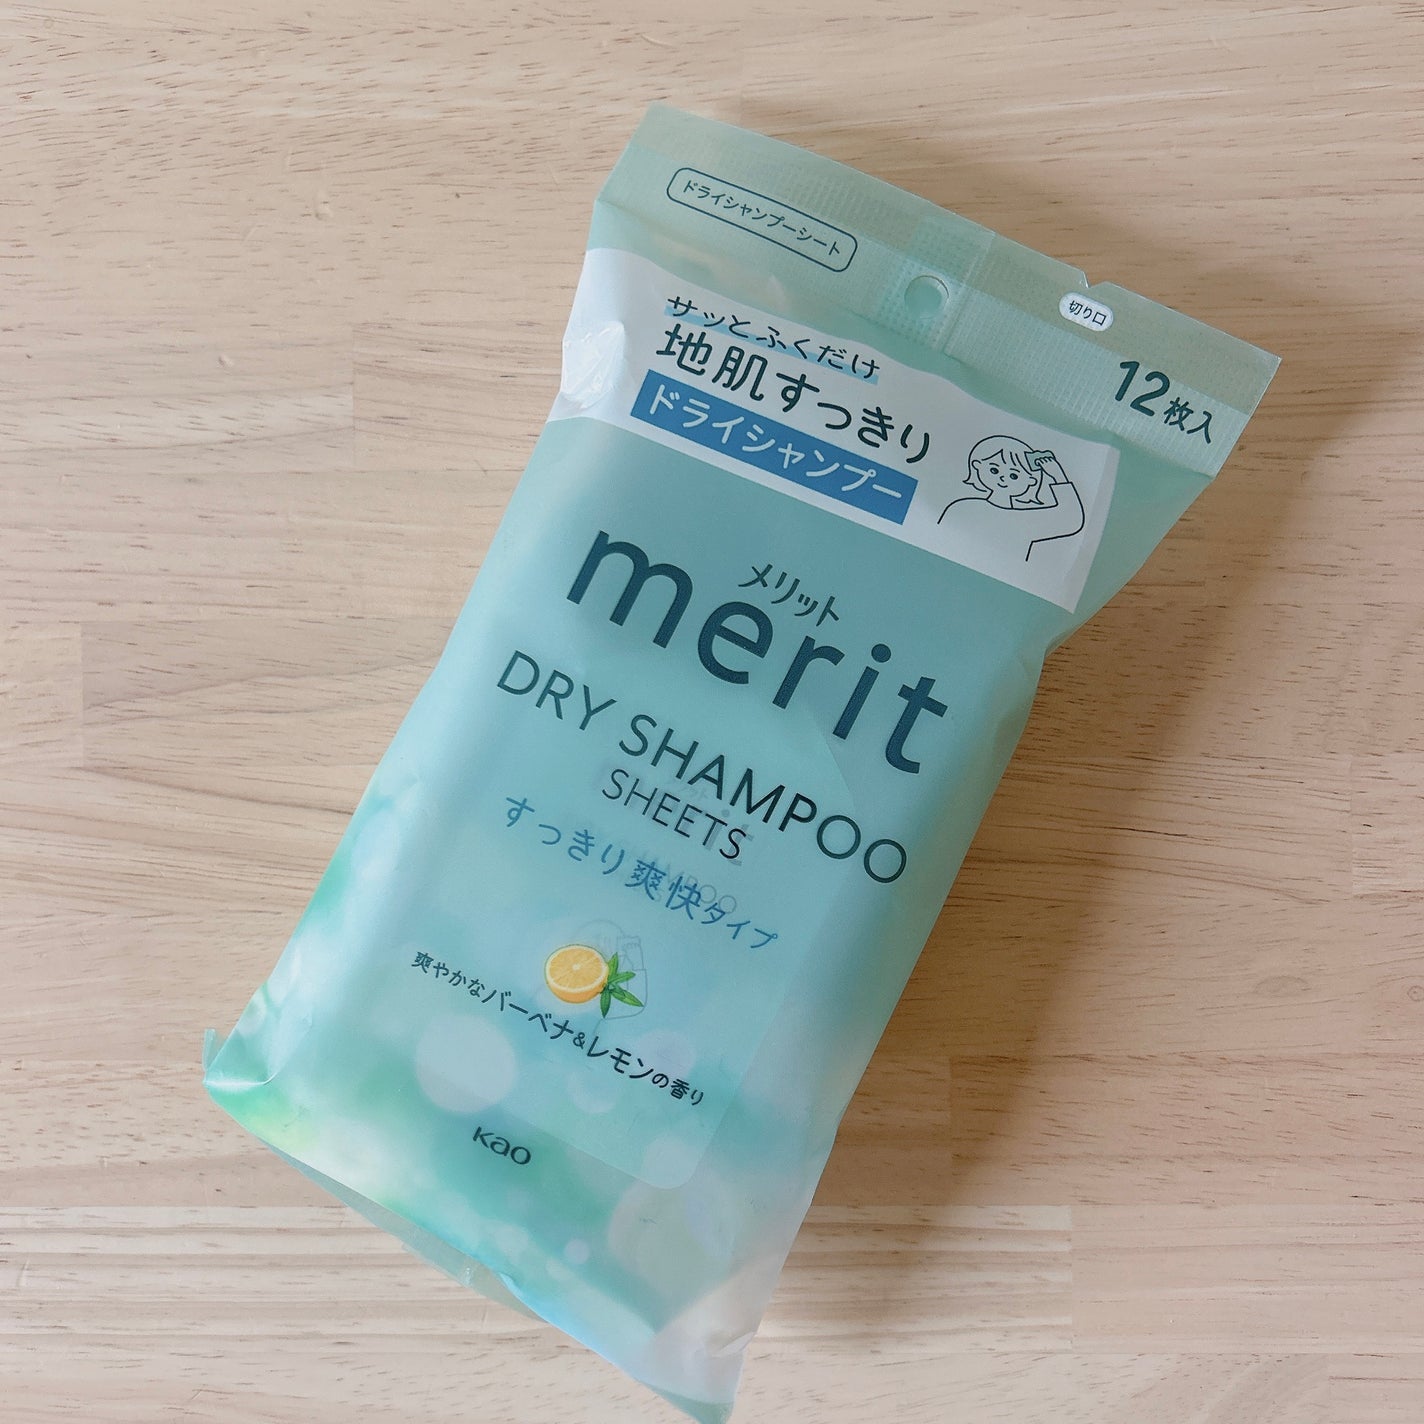 ドライシャンプーシート
切り口
12枚入
サッとふくだけ
地肌すっきり
ドライシャンプー
メリット
merit
DRY SHAMPOO
SHEETS
すっきり爽快タイプ
爽やかなバーベナ&レモンの香り
Kao